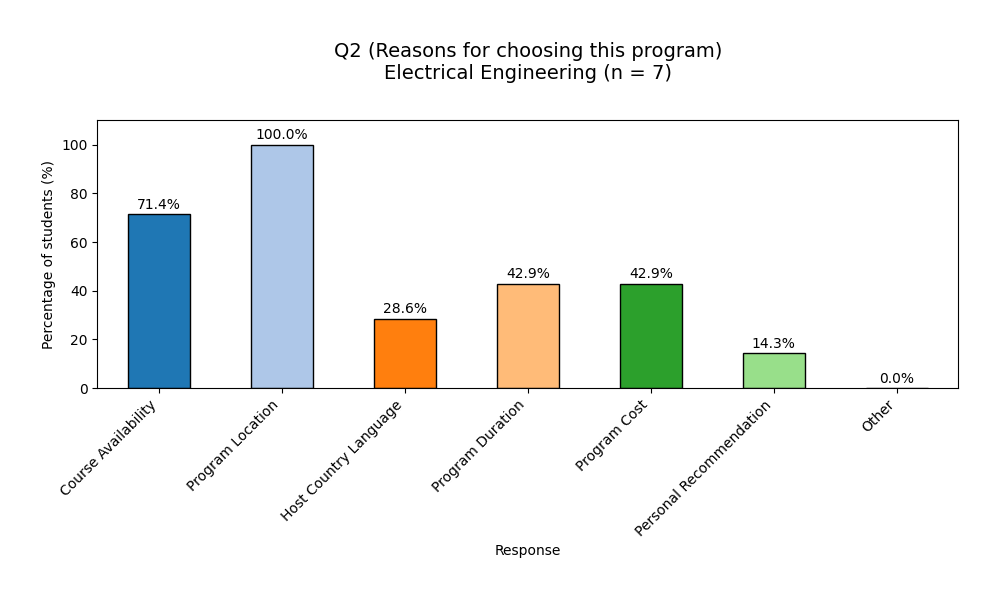 Q2 (Reasons for choosing this program)
Electrical Engineering (n = 7)
Percentage of students (%)
100
80
60
40
20
0
71.4%
100.0%
28.6%
42.9%
42.9%
14.3%
0.0%
Course Availability
Program Location
Host Country Language
Program Duration
Program Cost
Personal Recommendation
Other
Response